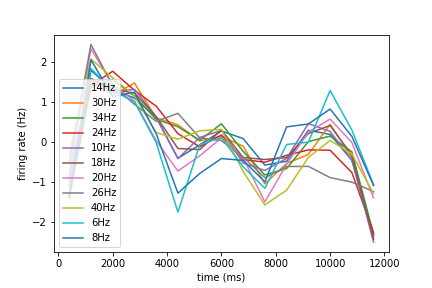 firing rate (Hz)
2
1
0
−1
−2
14Hz
30Hz
34Hz
24Hz
10Hz
18Hz
20Hz
26Hz
40Hz
6Hz
8Hz
0 2000 4000 6000 8000 10000 12000
time (ms)